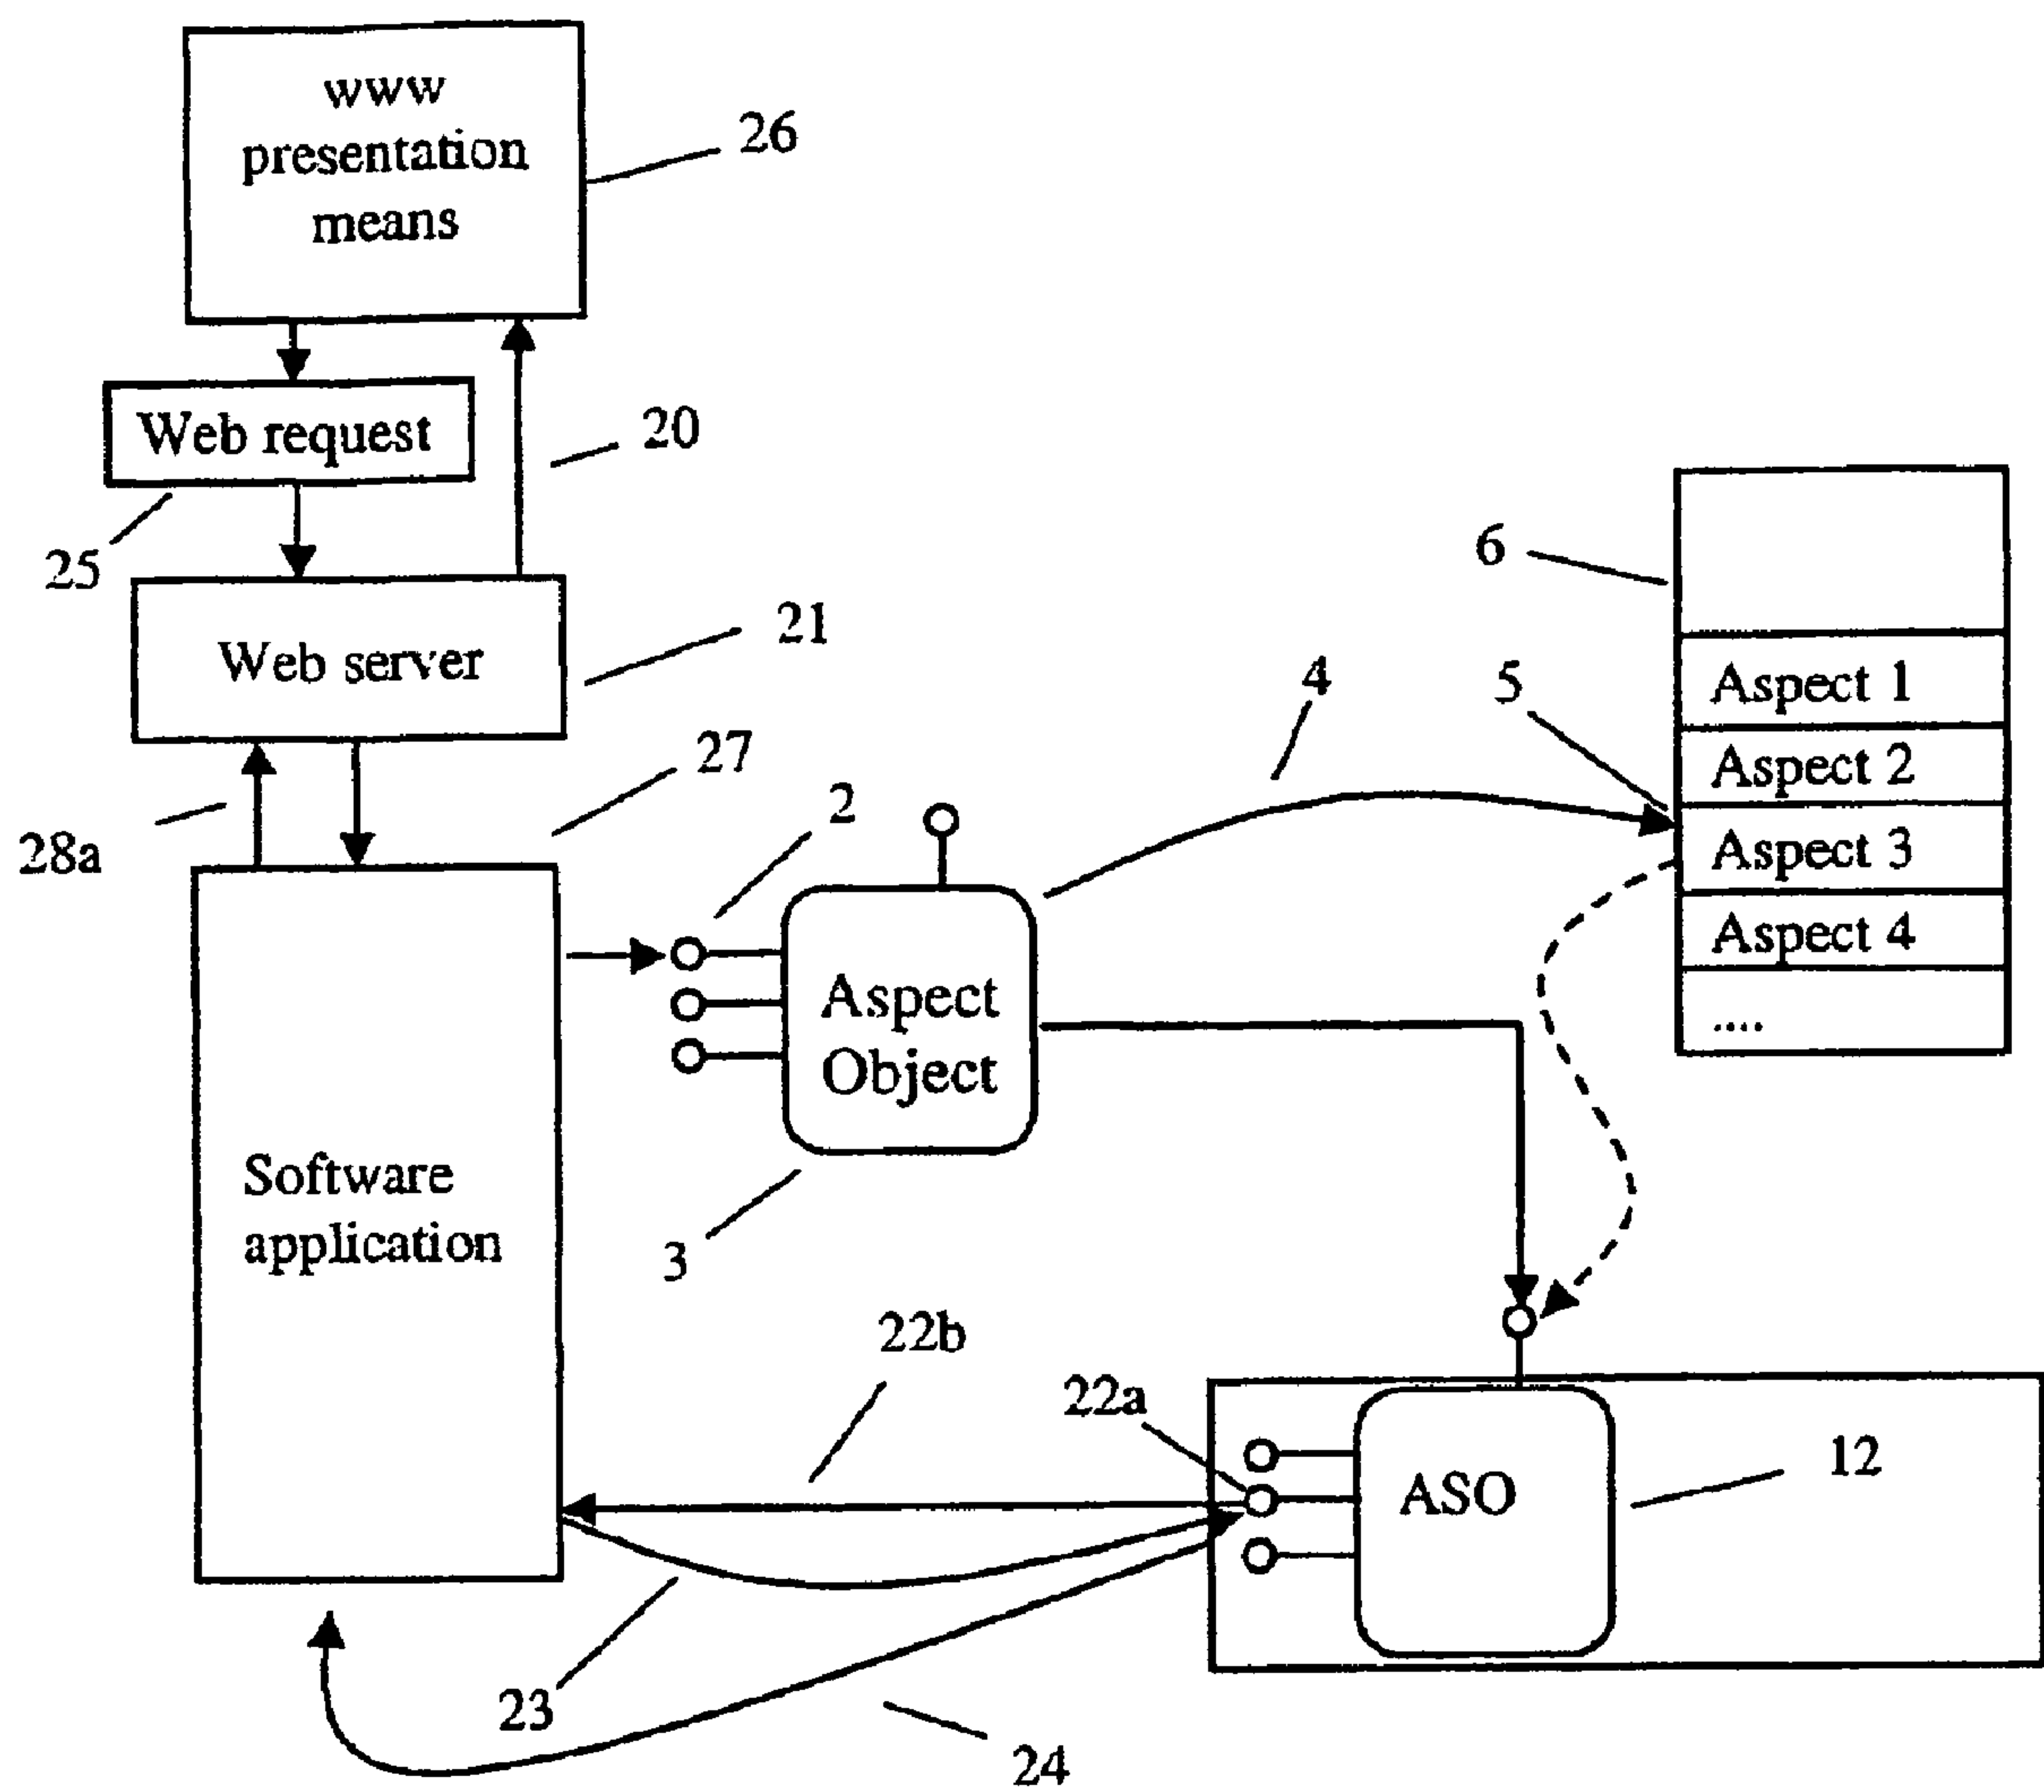 www
presentation
means
26
Web request
20
25
Web server
21
6
Aspect 1
5
4
Aspect 2
27
2
28a
Aspect 3
Aspect 4
....
Aspect
Object
Software
application
3
22b
22a
12
ASO
23
24